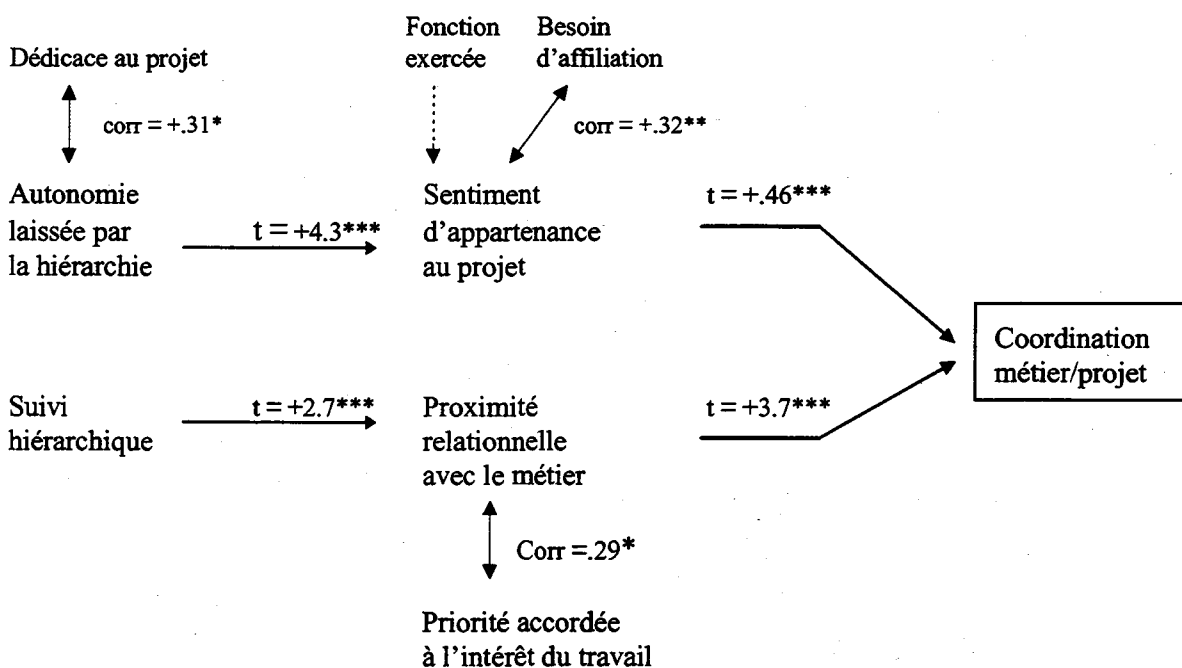 Fonction
exercée
Besoin
d'affiliation
Dédicace au projet
corr = +.31*
corr = +.32**
Autonomie
laissée par
la hiérarchie
t = +4.3***
Sentiment
d'appartenance
au projet
t = +.46***
Coordination
métier/projet
Suivi
hiérarchique
t = +2.7***
Proximité
relationnelle
avec le métier
t = +3.7***
Corr =.29*
Priorité accordée
à l'intérêt du travail